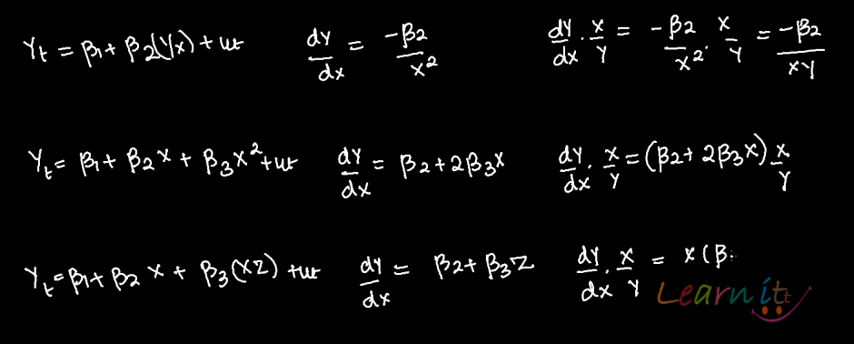 Yt = β1 + β2(1/x) + ut    dY/dx = -β2/x²    dY/dx · x/Y = -β2/x² · x/Y = -β2/xY
Yt = β1 + β2x + β3x² + ut    dY/dx = β2 + 2β3x    dY/dx · x/Y = (β2 + 2β3x) x/Y
Yt = β1 + β2x + β3(xz) + ut    dY/dx = β2 + β3z    dY/dx · x/Y = x(β
Learnitt